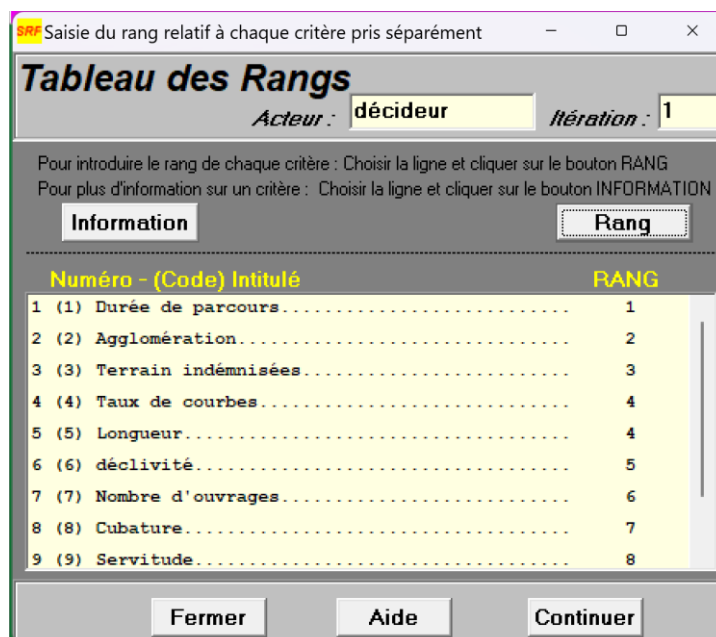 SRF Saisie du rang relatif à chaque critère pris séparément
Tableau des Rangs
Acteur : décideur Itération : 1
Pour introduire le rang de chaque critère : Choisir la ligne et cliquer sur le bouton RANG
Pour plus d'information sur un critère : Choisir la ligne et cliquer sur le bouton INFORMATION
Information Rang
Numéro - (Code) Intitulé RANG
1 (1) Durée de parcours........................... 1
2 (2) Agglomération............................... 2
3 (3) Terrain indémnisées......................... 3
4 (4) Taux de courbes............................. 4
5 (5) Longueur.................................... 4
6 (6) déclivité................................... 5
7 (7) Nombre d'ouvrages........................... 6
8 (8) Cubature.................................... 7
9 (9) Servitude................................... 8
Fermer Aide Continuer